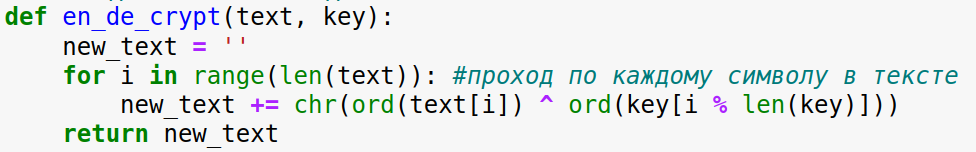 def en_de_crypt(text, key):
    new_text = ''
    for i in range(len(text)): #проход по каждому символу в тексте
        new_text += chr(ord(text[i]) ^ ord(key[i % len(key)]))
    return new_text